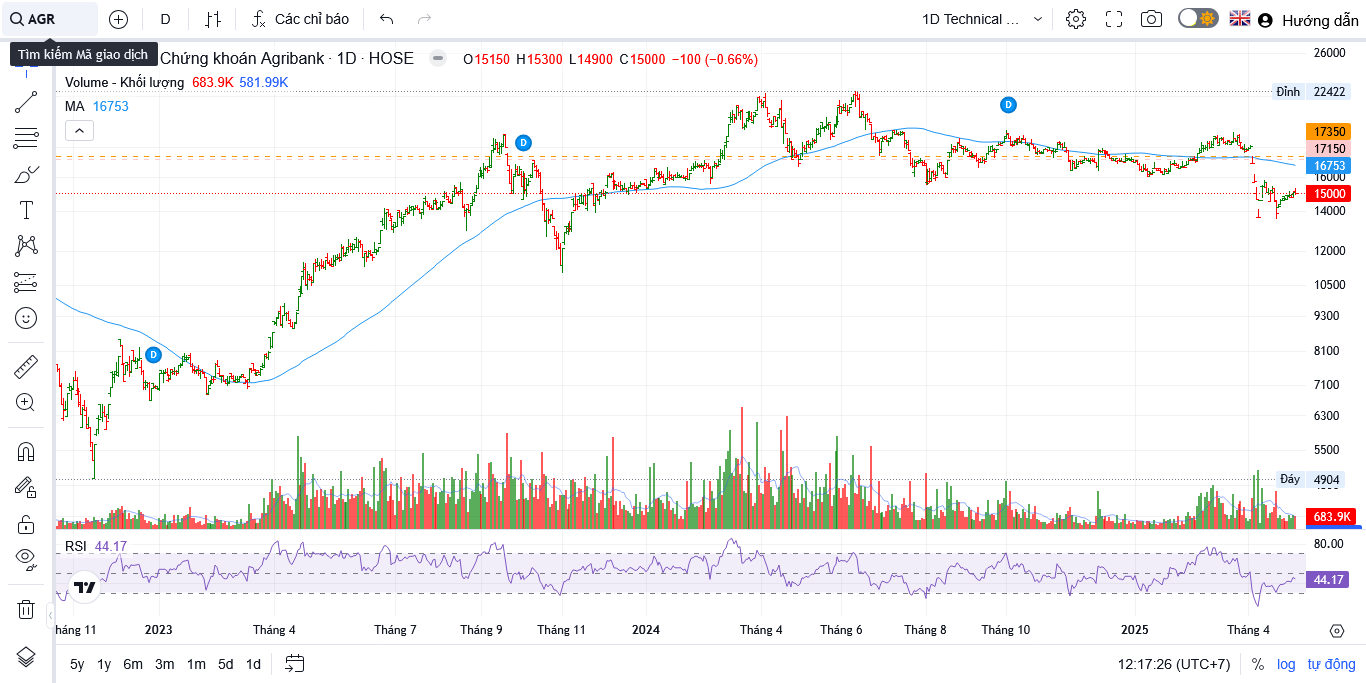 AGR D Các chỉ báo 1D Technical ... Hướng dẫn
Tìm kiếm Mã giao dịch
Chứng khoán Agribank · 1D · HOSE O15150 H15300 L14900 C15000 −100 (−0.66%)
Volume - Khối lượng 683.9K 581.99K
MA 16753
26000
Đỉnh 22422
17350
17150
16753
16000
15000
14000
12000
10500
9300
8100
7100
6300
5500
Đáy 4904
683.9K
D
D
D
RSI 44.17
80.00
44.17
háng 11 2023 Tháng 4 Tháng 7 Tháng 9 Tháng 11 2024 Tháng 4 Tháng 6 Tháng 8 Tháng 10 2025 Tháng 4
5y 1y 6m 3m 1m 5d 1d 12:17:26 (UTC+7) % log tự động